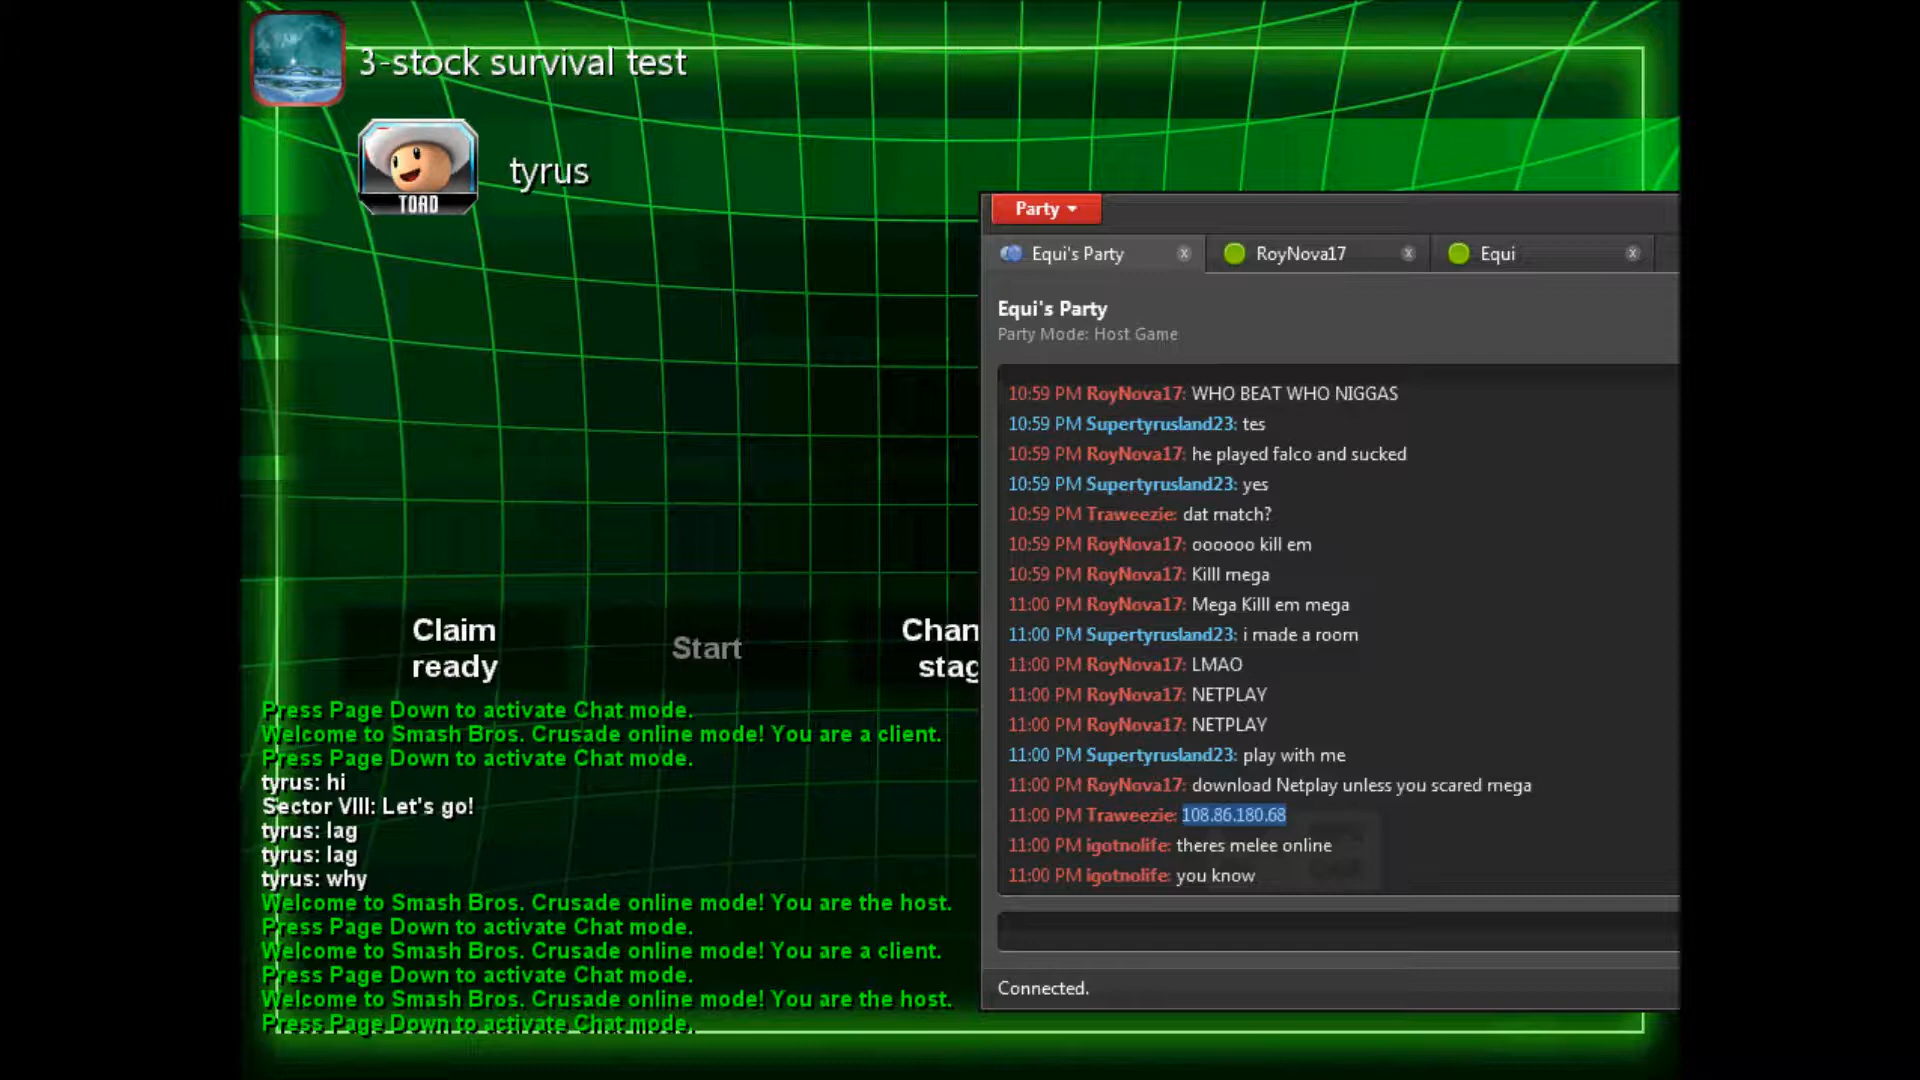 3-stock survival test
TOAD
tyrus
Party
Equi's Party
RoyNova17
Equi
Equi's Party
Party Mode: Host Game
10:59 PM RoyNova17: WHO BEAT WHO NIGGAS
10:59 PM Supertyrusland23: tes
10:59 PM RoyNova17: he played falco and sucked
10:59 PM Supertyrusland23: yes
10:59 PM Traweezie: dat match?
10:59 PM RoyNova17: oooooo kill em
10:59 PM RoyNova17: Killl mega
11:00 PM RoyNova17: Mega Killl em mega
11:00 PM Supertyrusland23: i made a room
11:00 PM RoyNova17: LMAO
11:00 PM RoyNova17: NETPLAY
11:00 PM RoyNova17: NETPLAY
11:00 PM Supertyrusland23: play with me
11:00 PM RoyNova17: download Netplay unless you scared mega
11:00 PM Traweezie: 108.86.180.68
11:00 PM igotnolife: theres melee online
11:00 PM igotnolife: you know
Connected.
Claim
ready
Start
Chan
stag
Press Page Down to activate Chat mode.
Welcome to Smash Bros. Crusade online mode! You are a client.
Press Page Down to activate Chat mode.
tyrus: hi
Sector VIII: Let's go!
tyrus: lag
tyrus: lag
tyrus: why
Welcome to Smash Bros. Crusade online mode! You are the host.
Press Page Down to activate Chat mode.
Welcome to Smash Bros. Crusade online mode! You are a client.
Press Page Down to activate Chat mode.
Welcome to Smash Bros. Crusade online mode! You are the host.
Press Page Down to activate Chat mode.